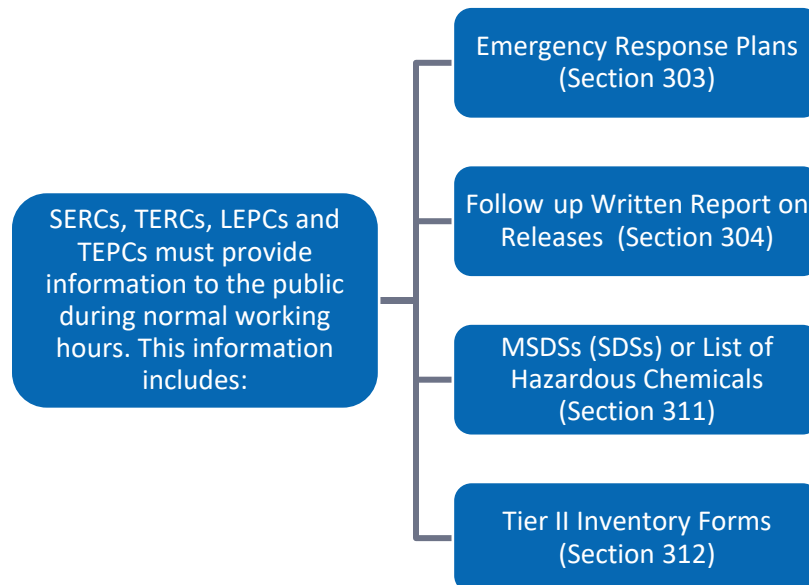 SERCs, TERCs, LEPCs and
TEPCs must provide
information to the public
during normal working
hours. This information
includes:
Emergency Response Plans
(Section 303)
Follow up Written Report on
Releases  (Section 304)
MSDSs (SDSs) or List of
Hazardous Chemicals
(Section 311)
Tier II Inventory Forms
(Section 312)